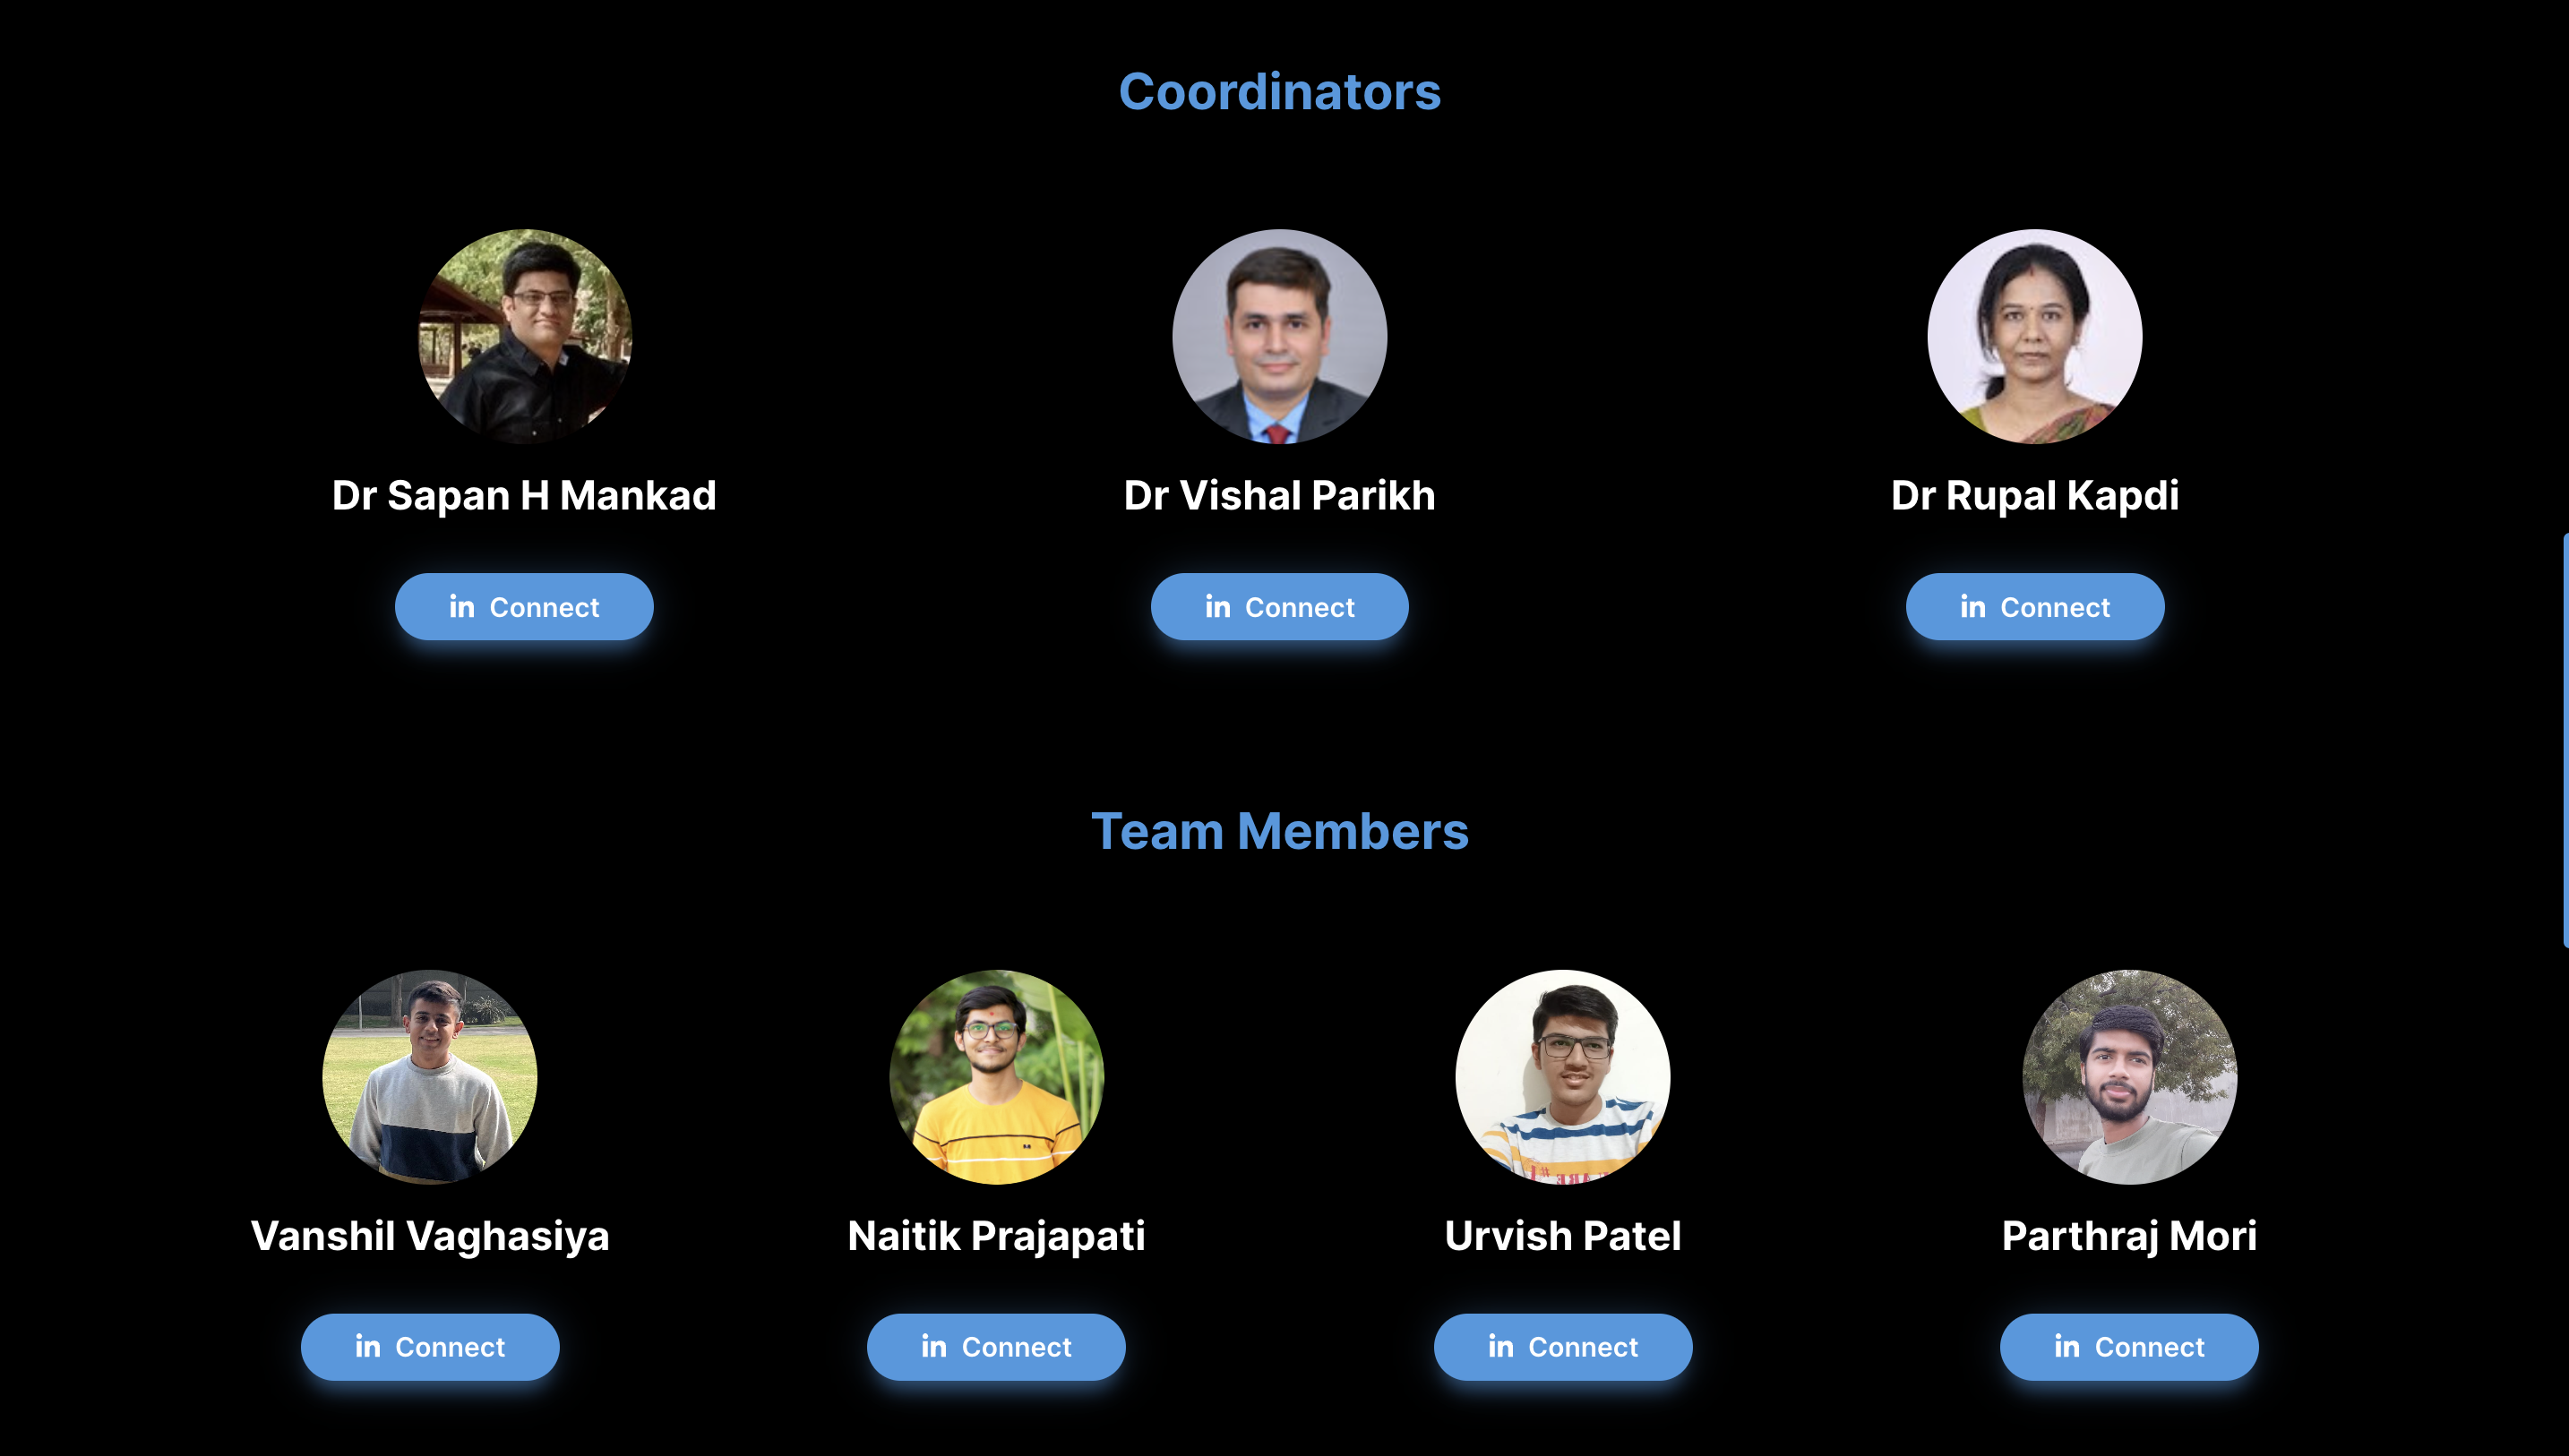 Coordinators
Dr Sapan H Mankad
Dr Vishal Parikh
Dr Rupal Kapdi
in Connect
in Connect
in Connect
Team Members
Vanshil Vaghasiya
Naitik Prajapati
Urvish Patel
Parthraj Mori
in Connect
in Connect
in Connect
in Connect